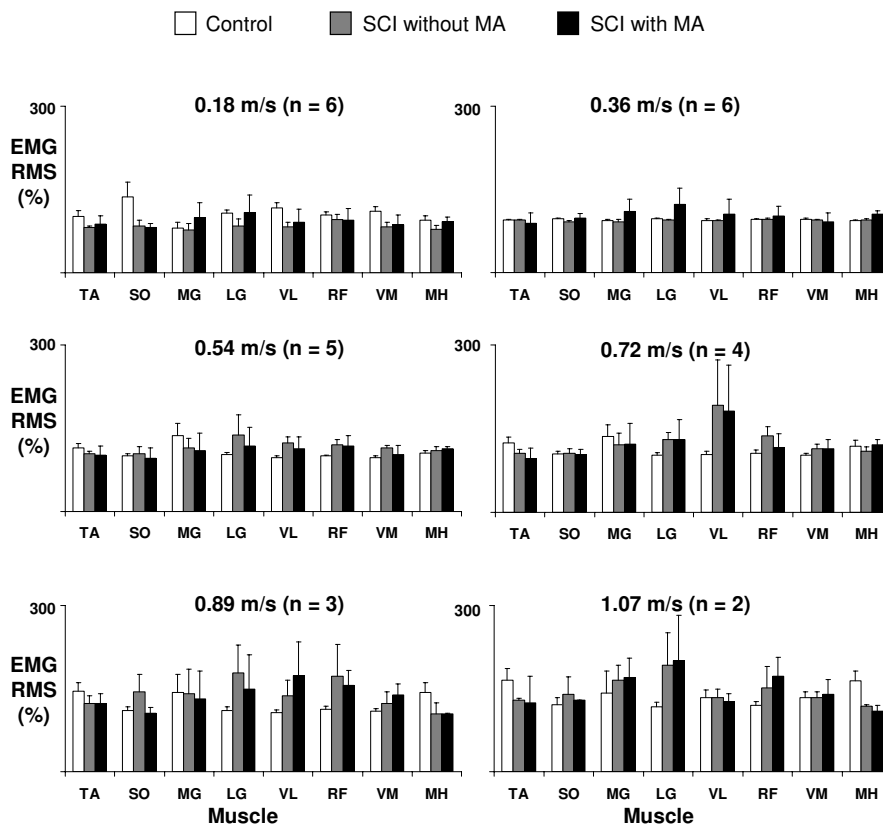 Control SCI without MA SCI with MA
0.18 m/s (n = 6) 0.36 m/s (n = 6)
300 300
EMG
RMS
(%)
TA SO MG LG VL RF VM MH TA SO MG LG VL RF VM MH
0.54 m/s (n = 5) 0.72 m/s (n = 4)
300 300
EMG
RMS
(%)
TA SO MG LG VL RF VM MH TA SO MG LG VL RF VM MH
0.89 m/s (n = 3) 1.07 m/s (n = 2)
300 300
EMG
RMS
(%)
TA SO MG LG VL RF VM MH TA SO MG LG VL RF VM MH
Muscle Muscle